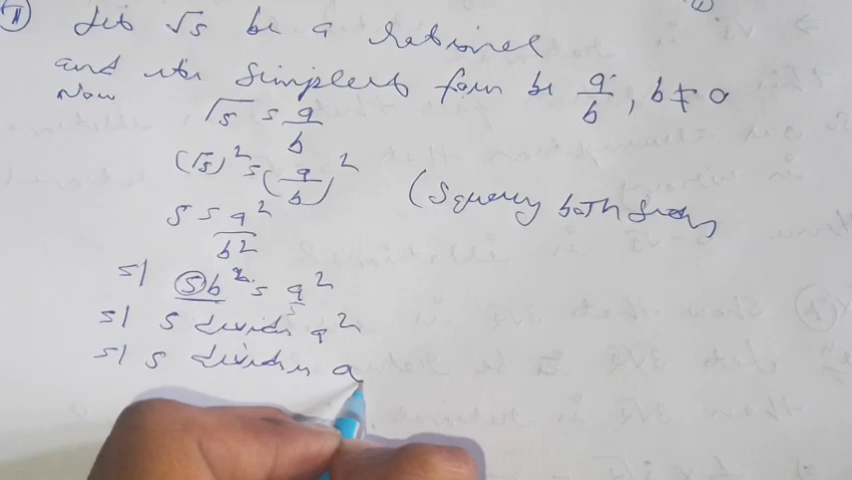 Let √5 be a rational
and its simplest form be a/b, b≠0
Now
√5 = a/b
(√5)² = (a/b)² (Squaring both sides
5 = a²/b²
=> 5b² = a²
=> 5 divides a²
=> 5 divides a